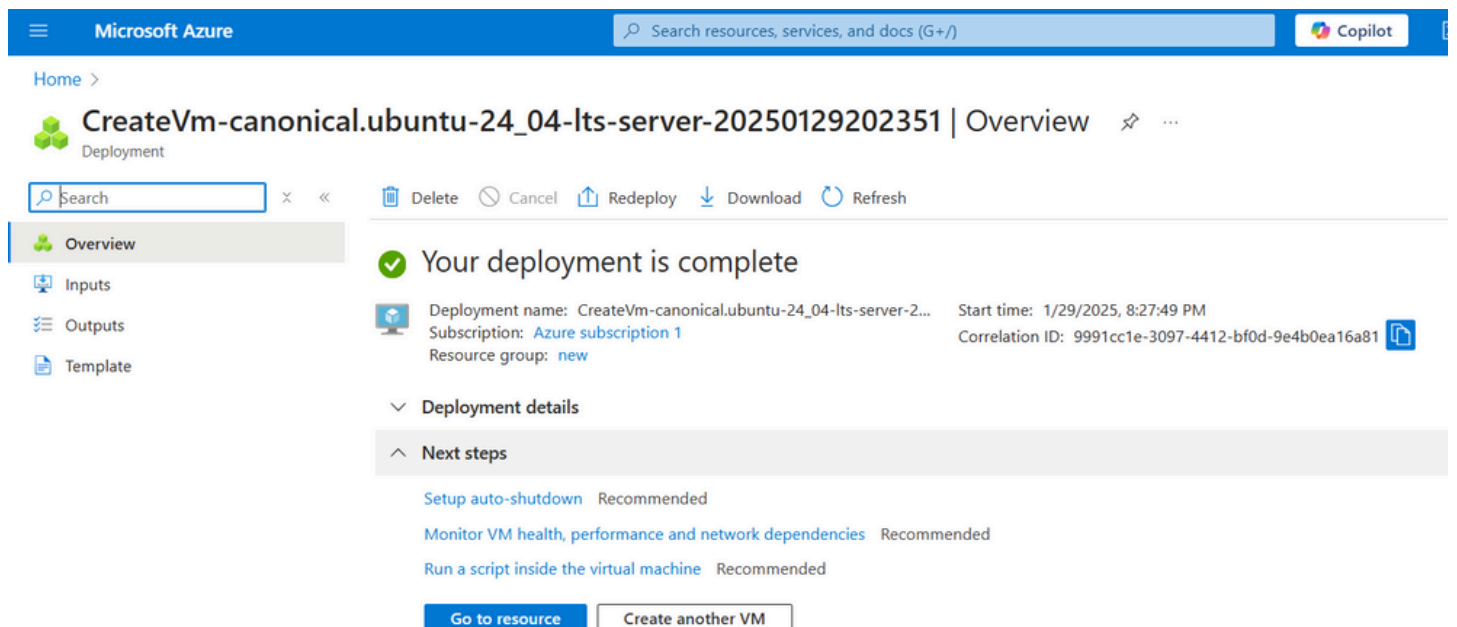 Microsoft Azure
Search resources, services, and docs (G+/)
Copilot
Home >
CreateVm-canonical.ubuntu-24_04-lts-server-20250129202351 | Overview
Deployment
Search
Delete Cancel Redeploy Download Refresh
Overview
Inputs
Outputs
Template
Your deployment is complete
Deployment name: CreateVm-canonical.ubuntu-24_04-lts-server-2... Start time: 1/29/2025, 8:27:49 PM
Subscription: Azure subscription 1 Correlation ID: 9991cc1e-3097-4412-bf0d-9e4b0ea16a81
Resource group: new
Deployment details
Next steps
Setup auto-shutdown Recommended
Monitor VM health, performance and network dependencies Recommended
Run a script inside the virtual machine Recommended
Go to resource Create another VM